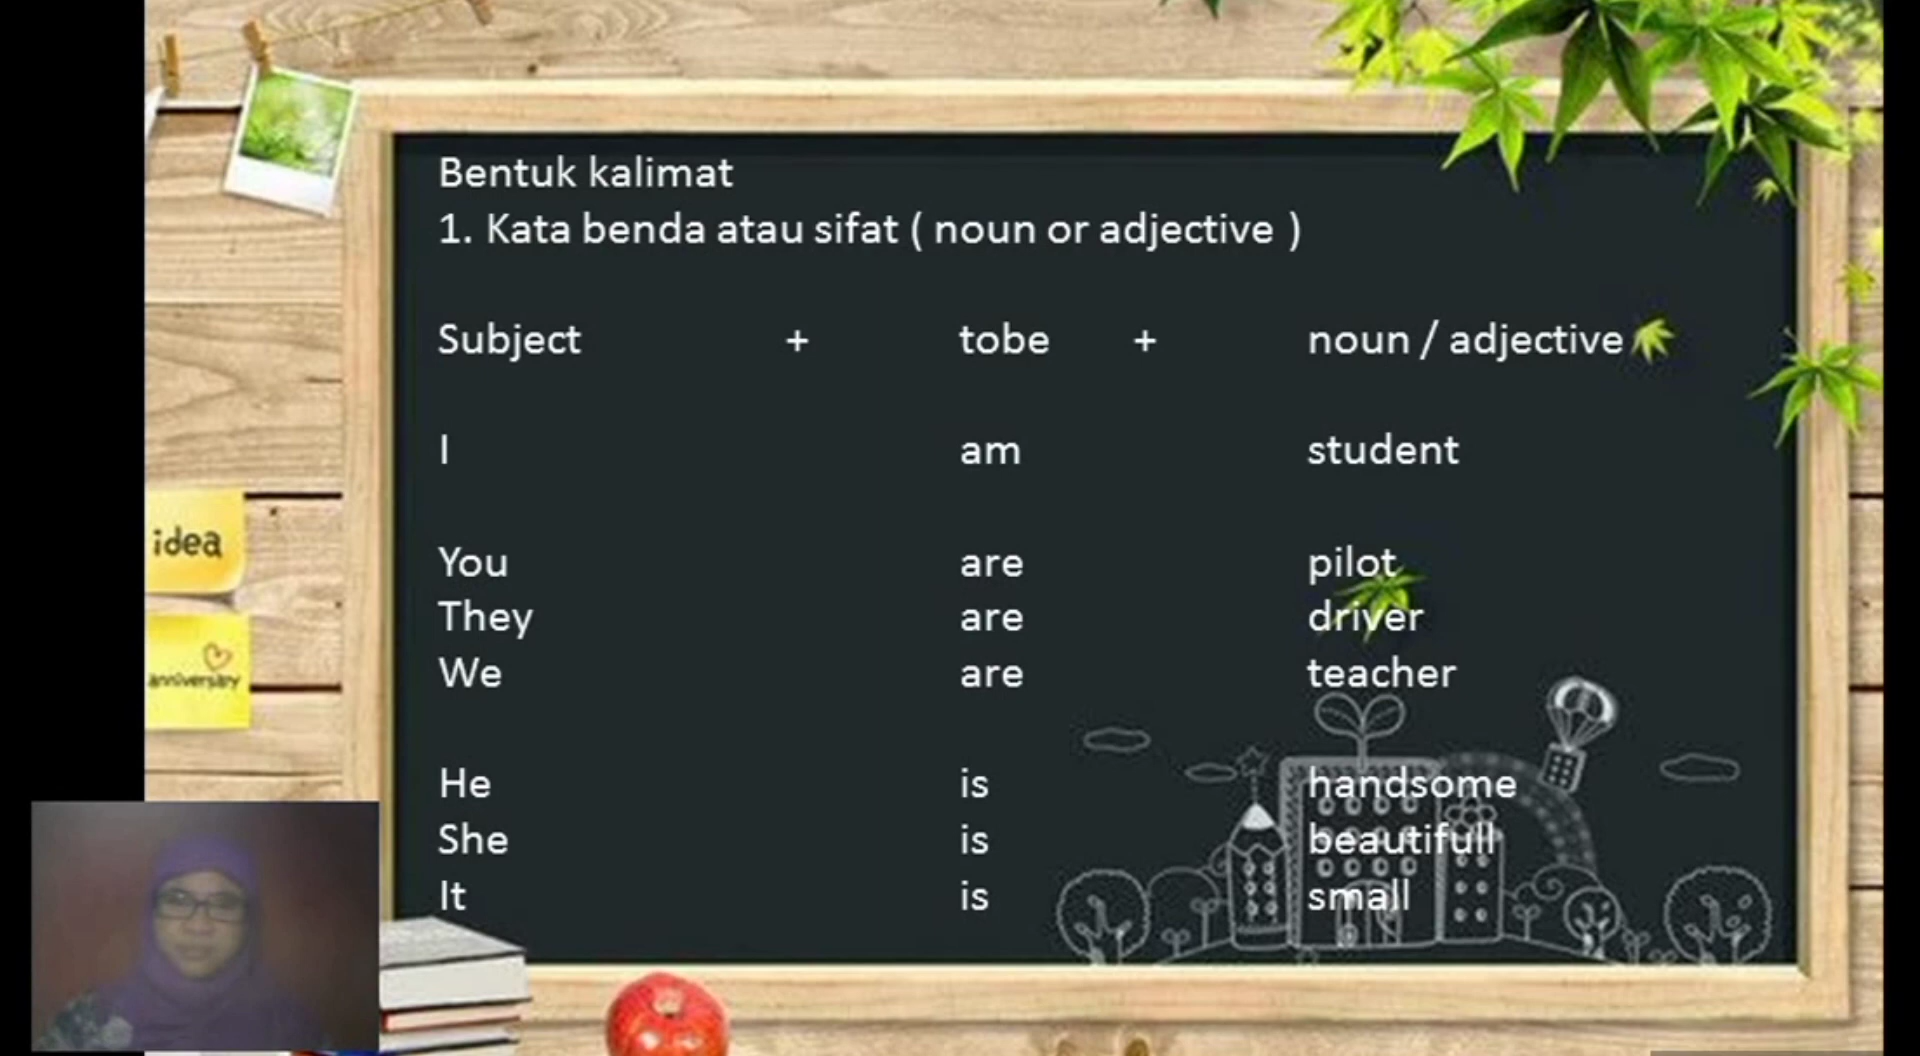 Bentuk kalimat
1. Kata benda atau sifat ( noun or adjective )
Subject + tobe + noun / adjective
I am student
You are pilot
They are driver
We are teacher
He is handsome
She is beautifull
It is small
idea
anniversary